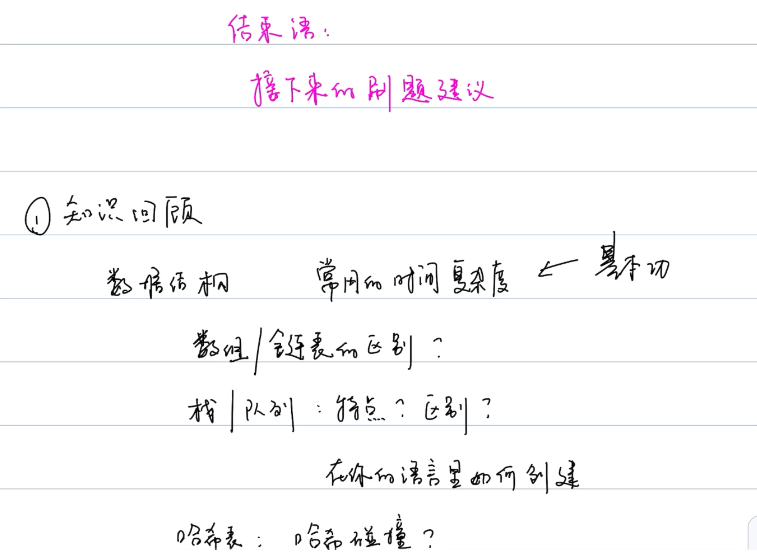 结束语：
接下来的刷题建议
① 知识回顾
数据结构 常用的时间复杂度 ← 基本功
数组/链表的区别？
栈/队列：特点？区别？
在你的语言里如何创建
哈希表：哈希碰撞？